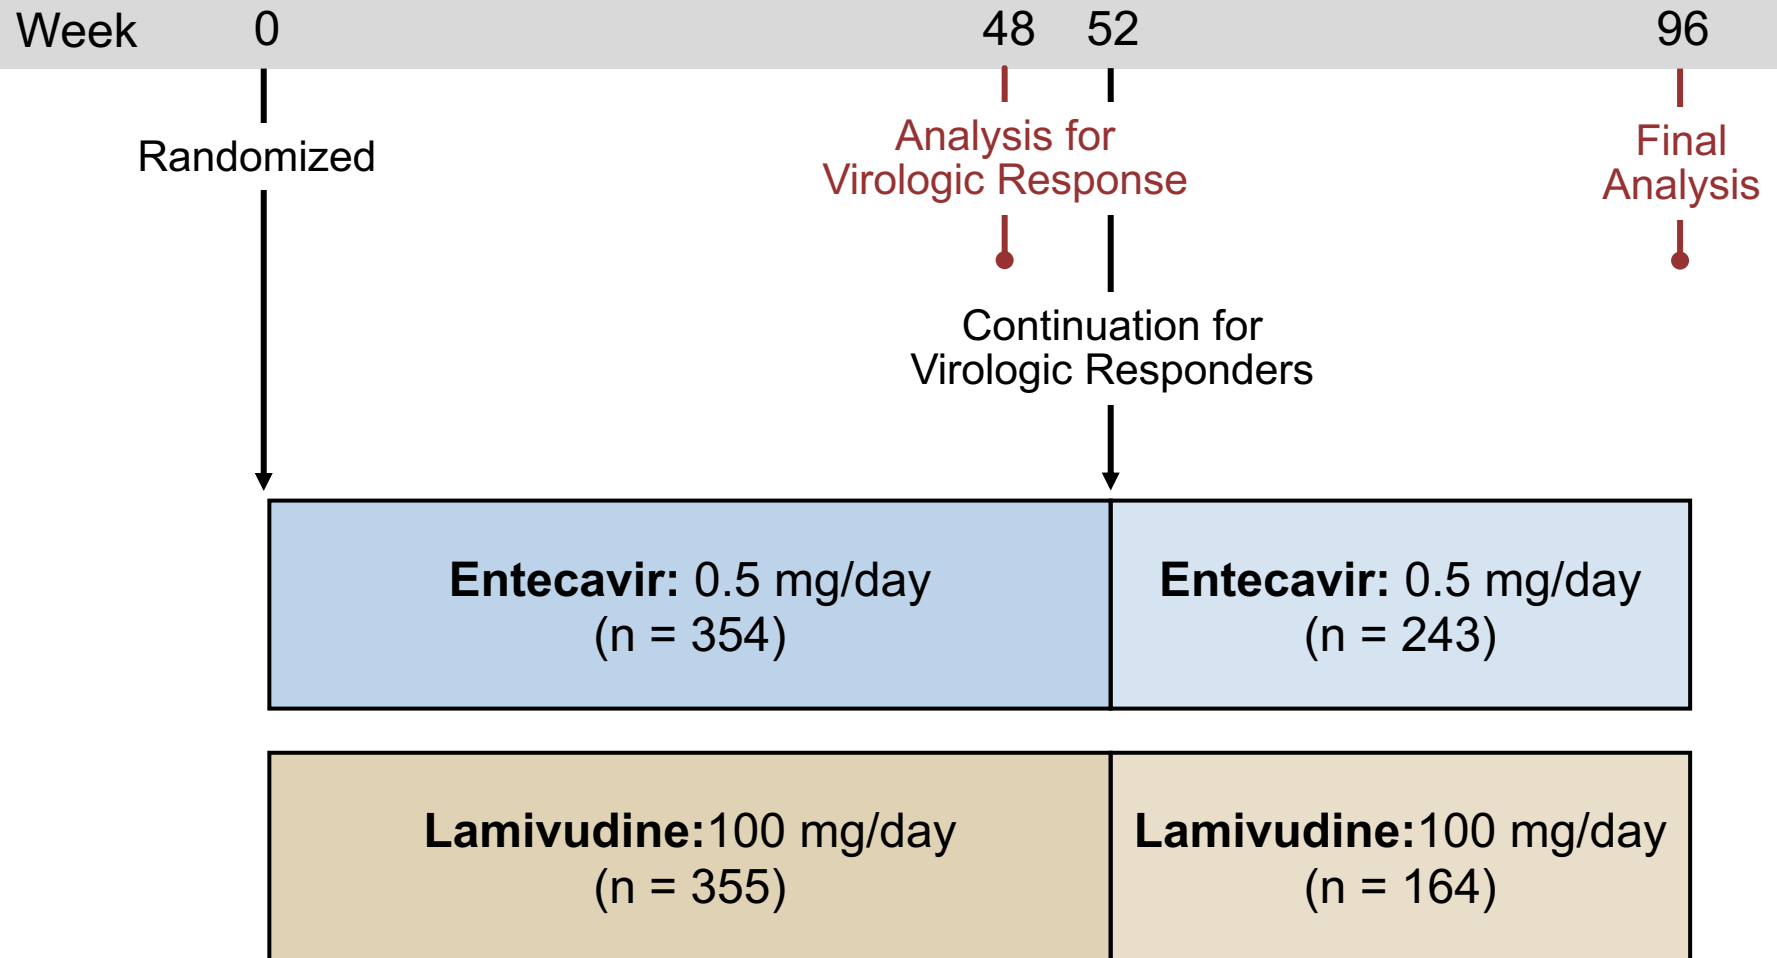 Week 0 48 52 96
Randomized
Analysis for
Virologic Response
Final
Analysis
Continuation for
Virologic Responders
Entecavir: 0.5 mg/day
(n = 354)
Entecavir: 0.5 mg/day
(n = 243)
Lamivudine:100 mg/day
(n = 355)
Lamivudine:100 mg/day
(n = 164)